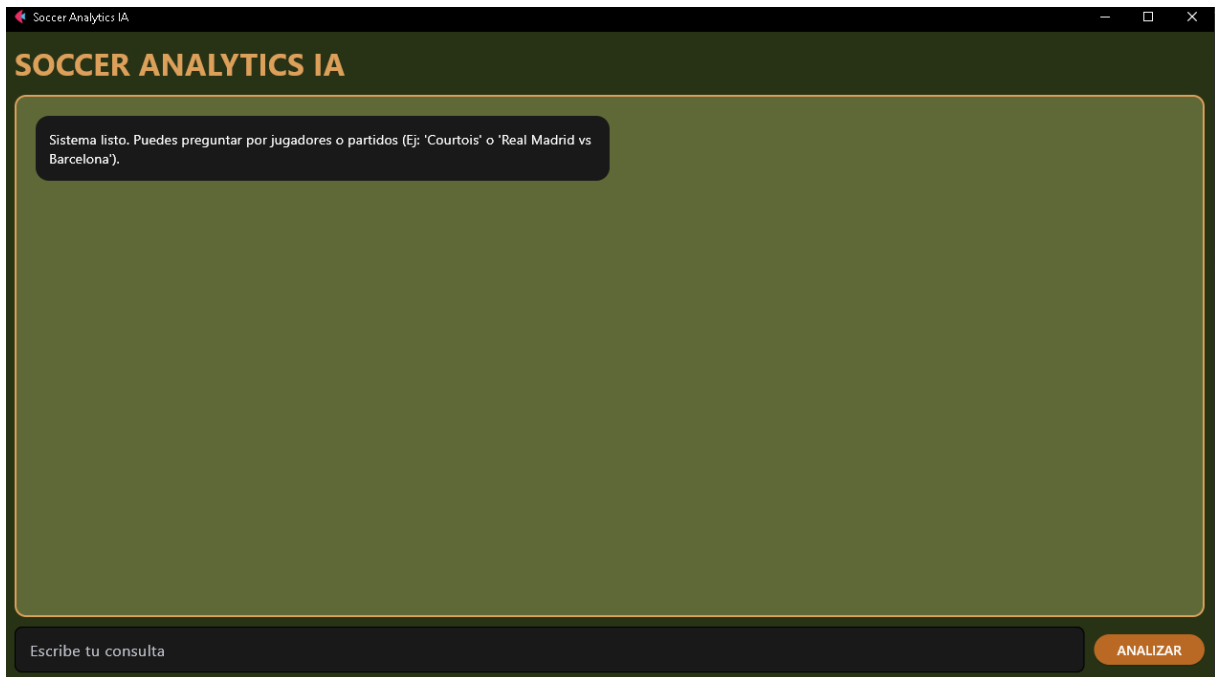 Soccer Analytics IA
SOCCER ANALYTICS IA
Sistema listo. Puedes preguntar por jugadores o partidos (Ej: 'Courtois' o 'Real Madrid vs
Barcelona').
Escribe tu consulta
ANALIZAR